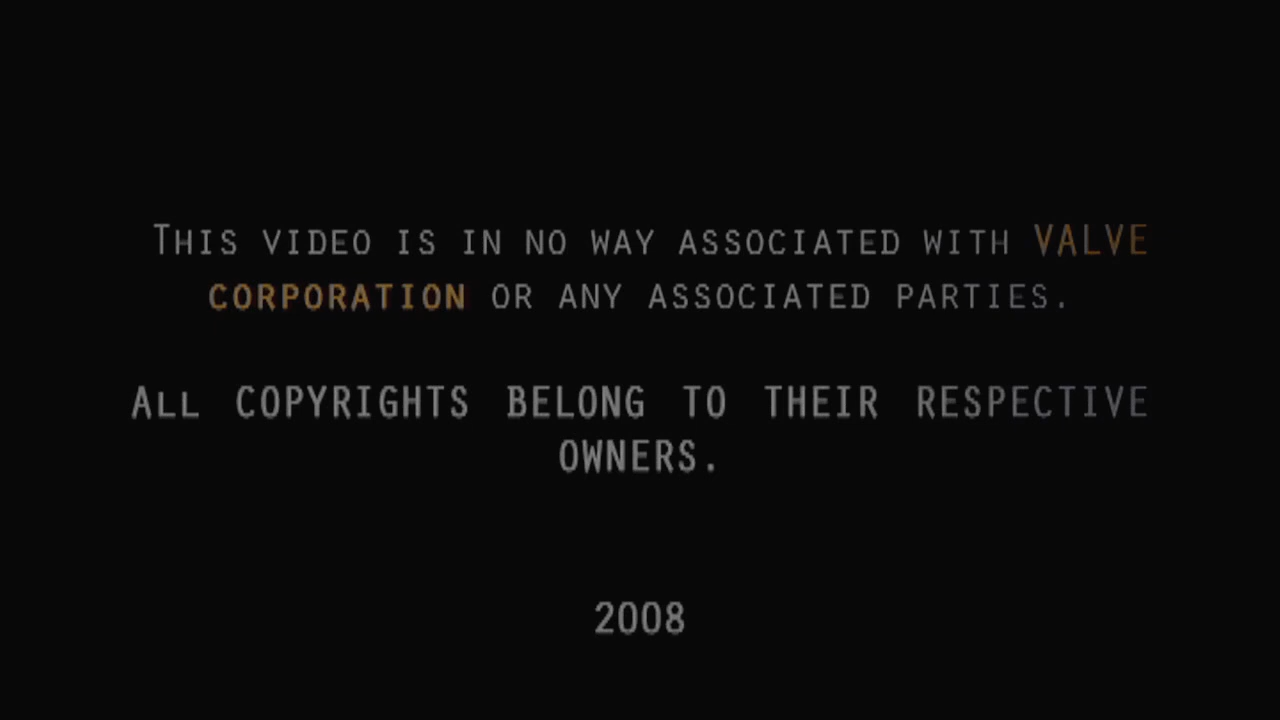 This video is in no way associated with VALVE
CORPORATION or any associated parties.
All COPYRIGHTS BELONG TO THEIR RESPECTIVE
OWNERS.
2008